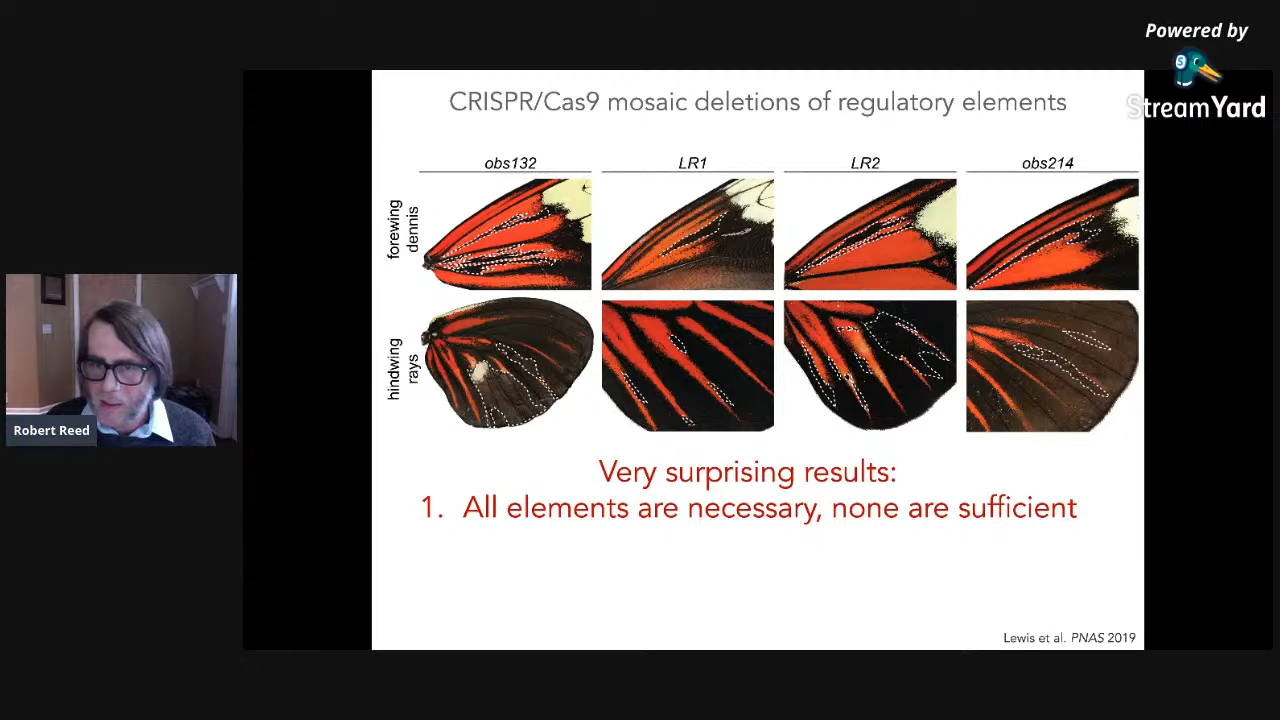 Powered by
StreamYard
CRISPR/Cas9 mosaic deletions of regulatory elements
obs132
LR1
LR2
obs214
forewing
dennis
hindwing
rays
Robert Reed
Very surprising results:
1. All elements are necessary, none are sufficient
Lewis et al. PNAS 2019